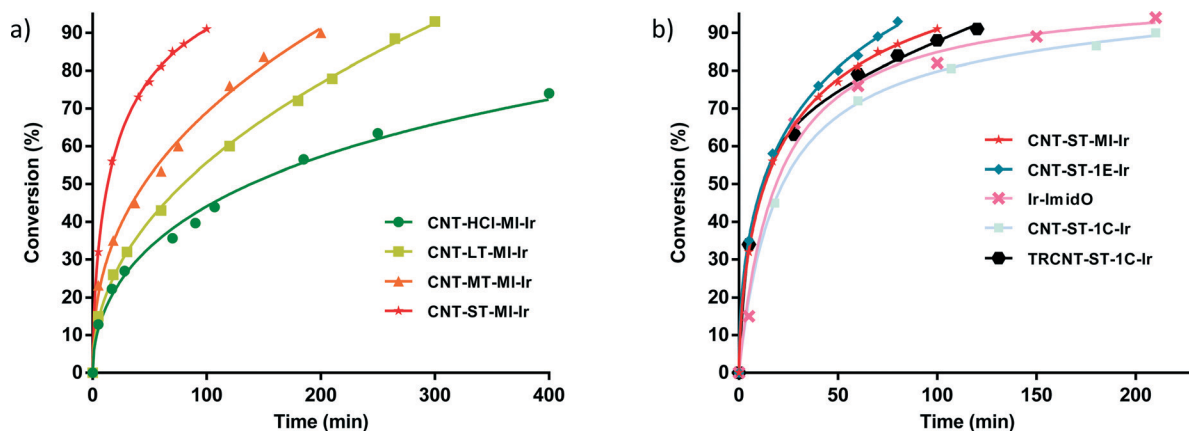 a)
Conversion (%)
90
80
70
60
50
40
30
20
10
0
0 100 200 300 400
Time (min)
CNT-HCl-MI-Ir
CNT-LT-MI-Ir
CNT-MT-MI-Ir
CNT-ST-MI-Ir
b)
Conversion (%)
90
80
70
60
50
40
30
20
10
0
0 50 100 150 200
Time (min)
CNT-ST-MI-Ir
CNT-ST-1E-Ir
Ir-ImidO
CNT-ST-1C-Ir
TRCNT-ST-1C-Ir